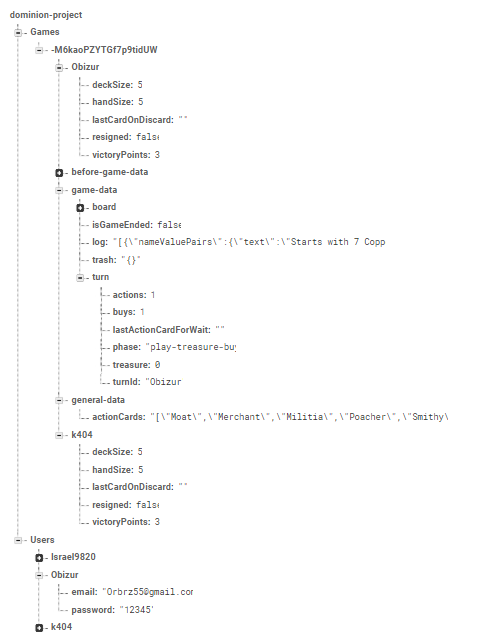 dominion-project
Games
-M6kaoPZYTGf7p9tidUW
Obizur
deckSize: 5
handSize: 5
lastCardOnDiscard: ""
resigned: false
victoryPoints: 3
before-game-data
game-data
board
isGameEnded: false
log: "[{\"nameValuePairs\":{\"text\":\"Starts with 7 Copp
trash: "{}"
turn
actions: 1
buys: 1
lastActionCardForWait: ""
phase: "play-treasure-buy
treasure: 0
turnId: "Obizur
general-data
actionCards: "[\"Moat\",\"Merchant\",\"Militia\",\"Poacher\",\"Smithy\
k404
deckSize: 5
handSize: 5
lastCardOnDiscard: ""
resigned: false
victoryPoints: 3
Users
Israel9820
Obizur
email: "Orbrz55@gmail.cor
password: "12345"
k404